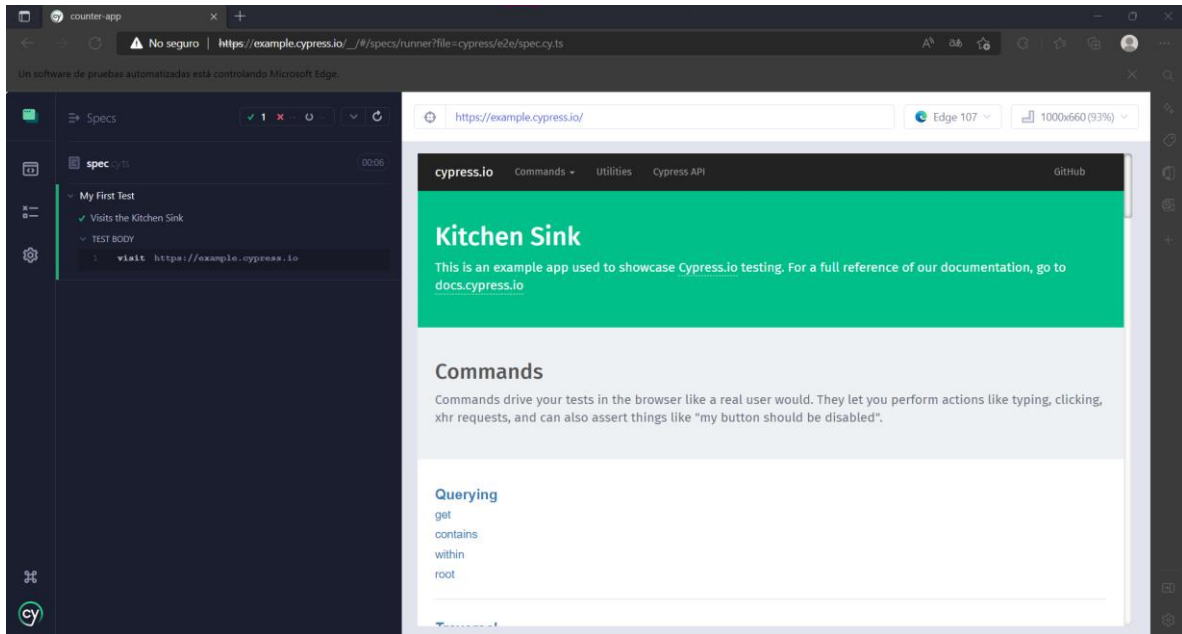 counter-app
No seguro | https://example.cypress.io/__/#/specs/runner?file=cypress/e2e/spec.cy.ts
Un software de pruebas automatizadas está controlando Microsoft Edge.
Specs
1
--
--
spec.cy.ts
00:06
My First Test
Visits the Kitchen Sink
TEST BODY
1 visit https://example.cypress.io
cy
https://example.cypress.io/
Edge 107
1000x660 (93%)
cypress.io Commands Utilities Cypress API GitHub
Kitchen Sink
This is an example app used to showcase Cypress.io testing. For a full reference of our documentation, go to
docs.cypress.io
Commands
Commands drive your tests in the browser like a real user would. They let you perform actions like typing, clicking,
xhr requests, and can also assert things like "my button should be disabled".
Querying
get
contains
within
root